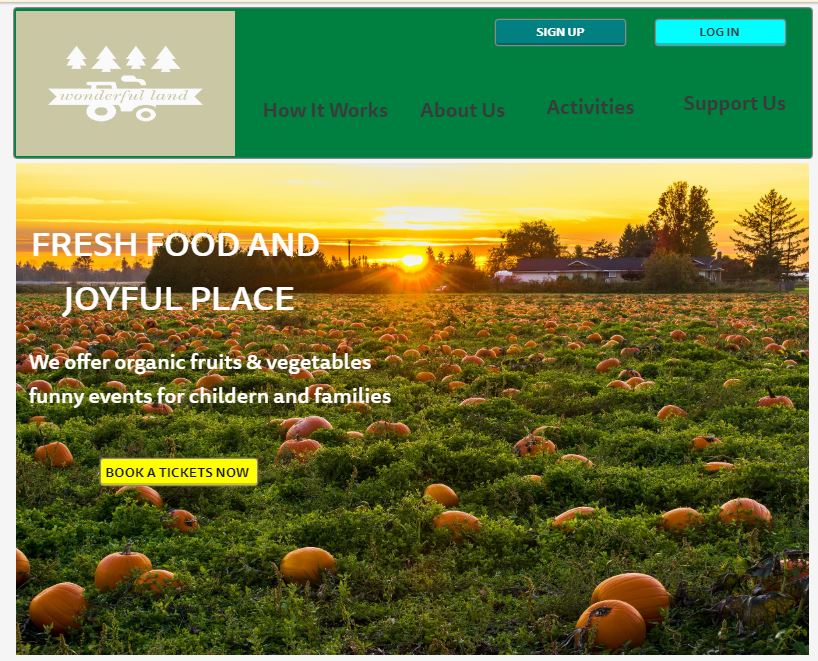 SIGN UP
LOG IN
wonderful land
How It Works
About Us
Activities
Support Us
FRESH FOOD AND
JOYFUL PLACE
We offer organic fruits & vegetables
funny events for childern and families
BOOK A TICKETS NOW